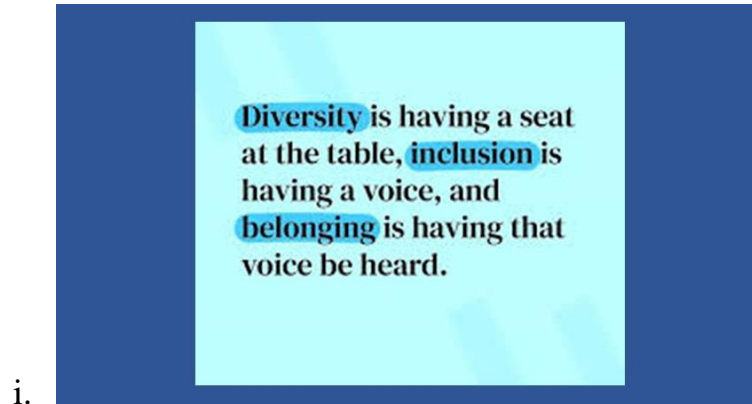 Diversity is having a seat
at the table, inclusion is
having a voice, and
belonging is having that
voice be heard.
i.